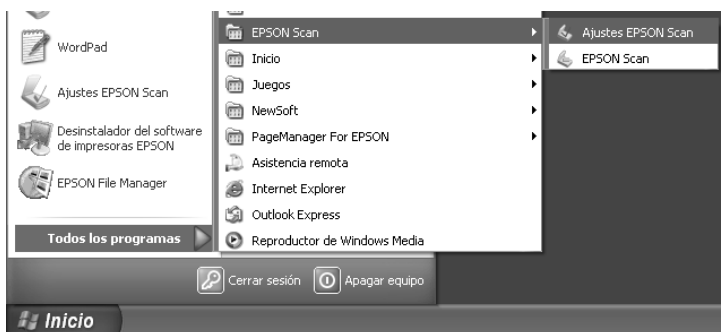 WordPad
Ajustes EPSON Scan
Desinstalador del software
de impresoras EPSON
EPSON File Manager
Todos los programas
EPSON Scan
Inicio
Juegos
NewSoft
PageManager For EPSON
Asistencia remota
Internet Explorer
Outlook Express
Reproductor de Windows Media
Ajustes EPSON Scan
EPSON Scan
Cerrar sesión
Apagar equipo
Inicio